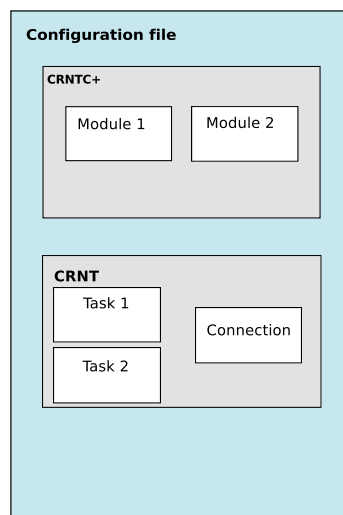 Configuration file
CRNTC+
Module 1
Module 2
CRNT
Task 1
Connection
Task 2